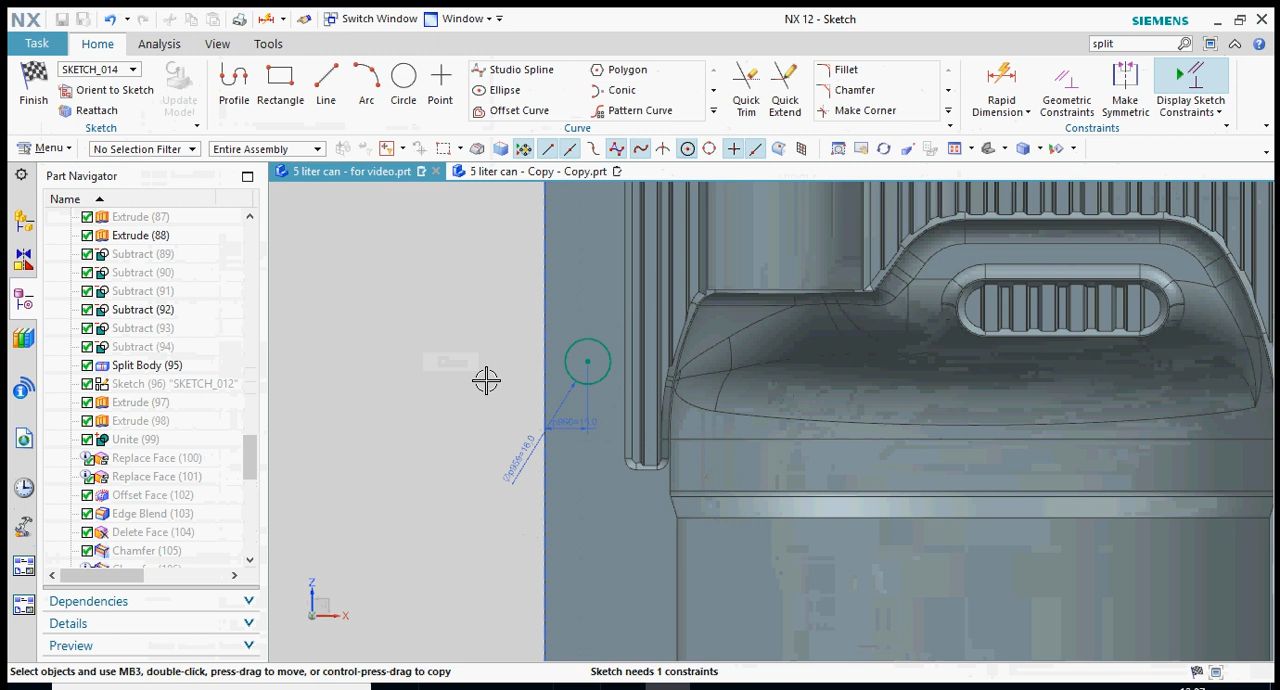 NX
Switch Window
Window
NX 12 - Sketch
SIEMENS
Task
Home
Analysis
View
Tools
split
Finish
SKETCH_014
Orient to Sketch
Reattach
Update Model
Sketch
Profile
Rectangle
Line
Arc
Circle
Point
Studio Spline
Ellipse
Offset Curve
Polygon
Conic
Pattern Curve
Curve
Quick Trim
Quick Extend
Fillet
Chamfer
Make Corner
Rapid Dimension
Geometric Constraints
Make Symmetric
Display Sketch Constraints
Constraints
Menu
No Selection Filter
Entire Assembly
Part Navigator
5 liter can - for video.prt
5 liter can - Copy - Copy.prt
Name
Extrude (87)
Extrude (88)
Subtract (89)
Subtract (90)
Subtract (91)
Subtract (92)
Subtract (93)
Subtract (94)
Split Body (95)
Sketch (96) "SKETCH_012"
Extrude (97)
Extrude (98)
Unite (99)
Replace Face (100)
Replace Face (101)
Offset Face (102)
Edge Blend (103)
Delete Face (104)
Chamfer (105)
Dependencies
Details
Preview
Z
X
Select objects and use MB3, double-click, press-drag to move, or control-press-drag to copy
Sketch needs 1 constraints